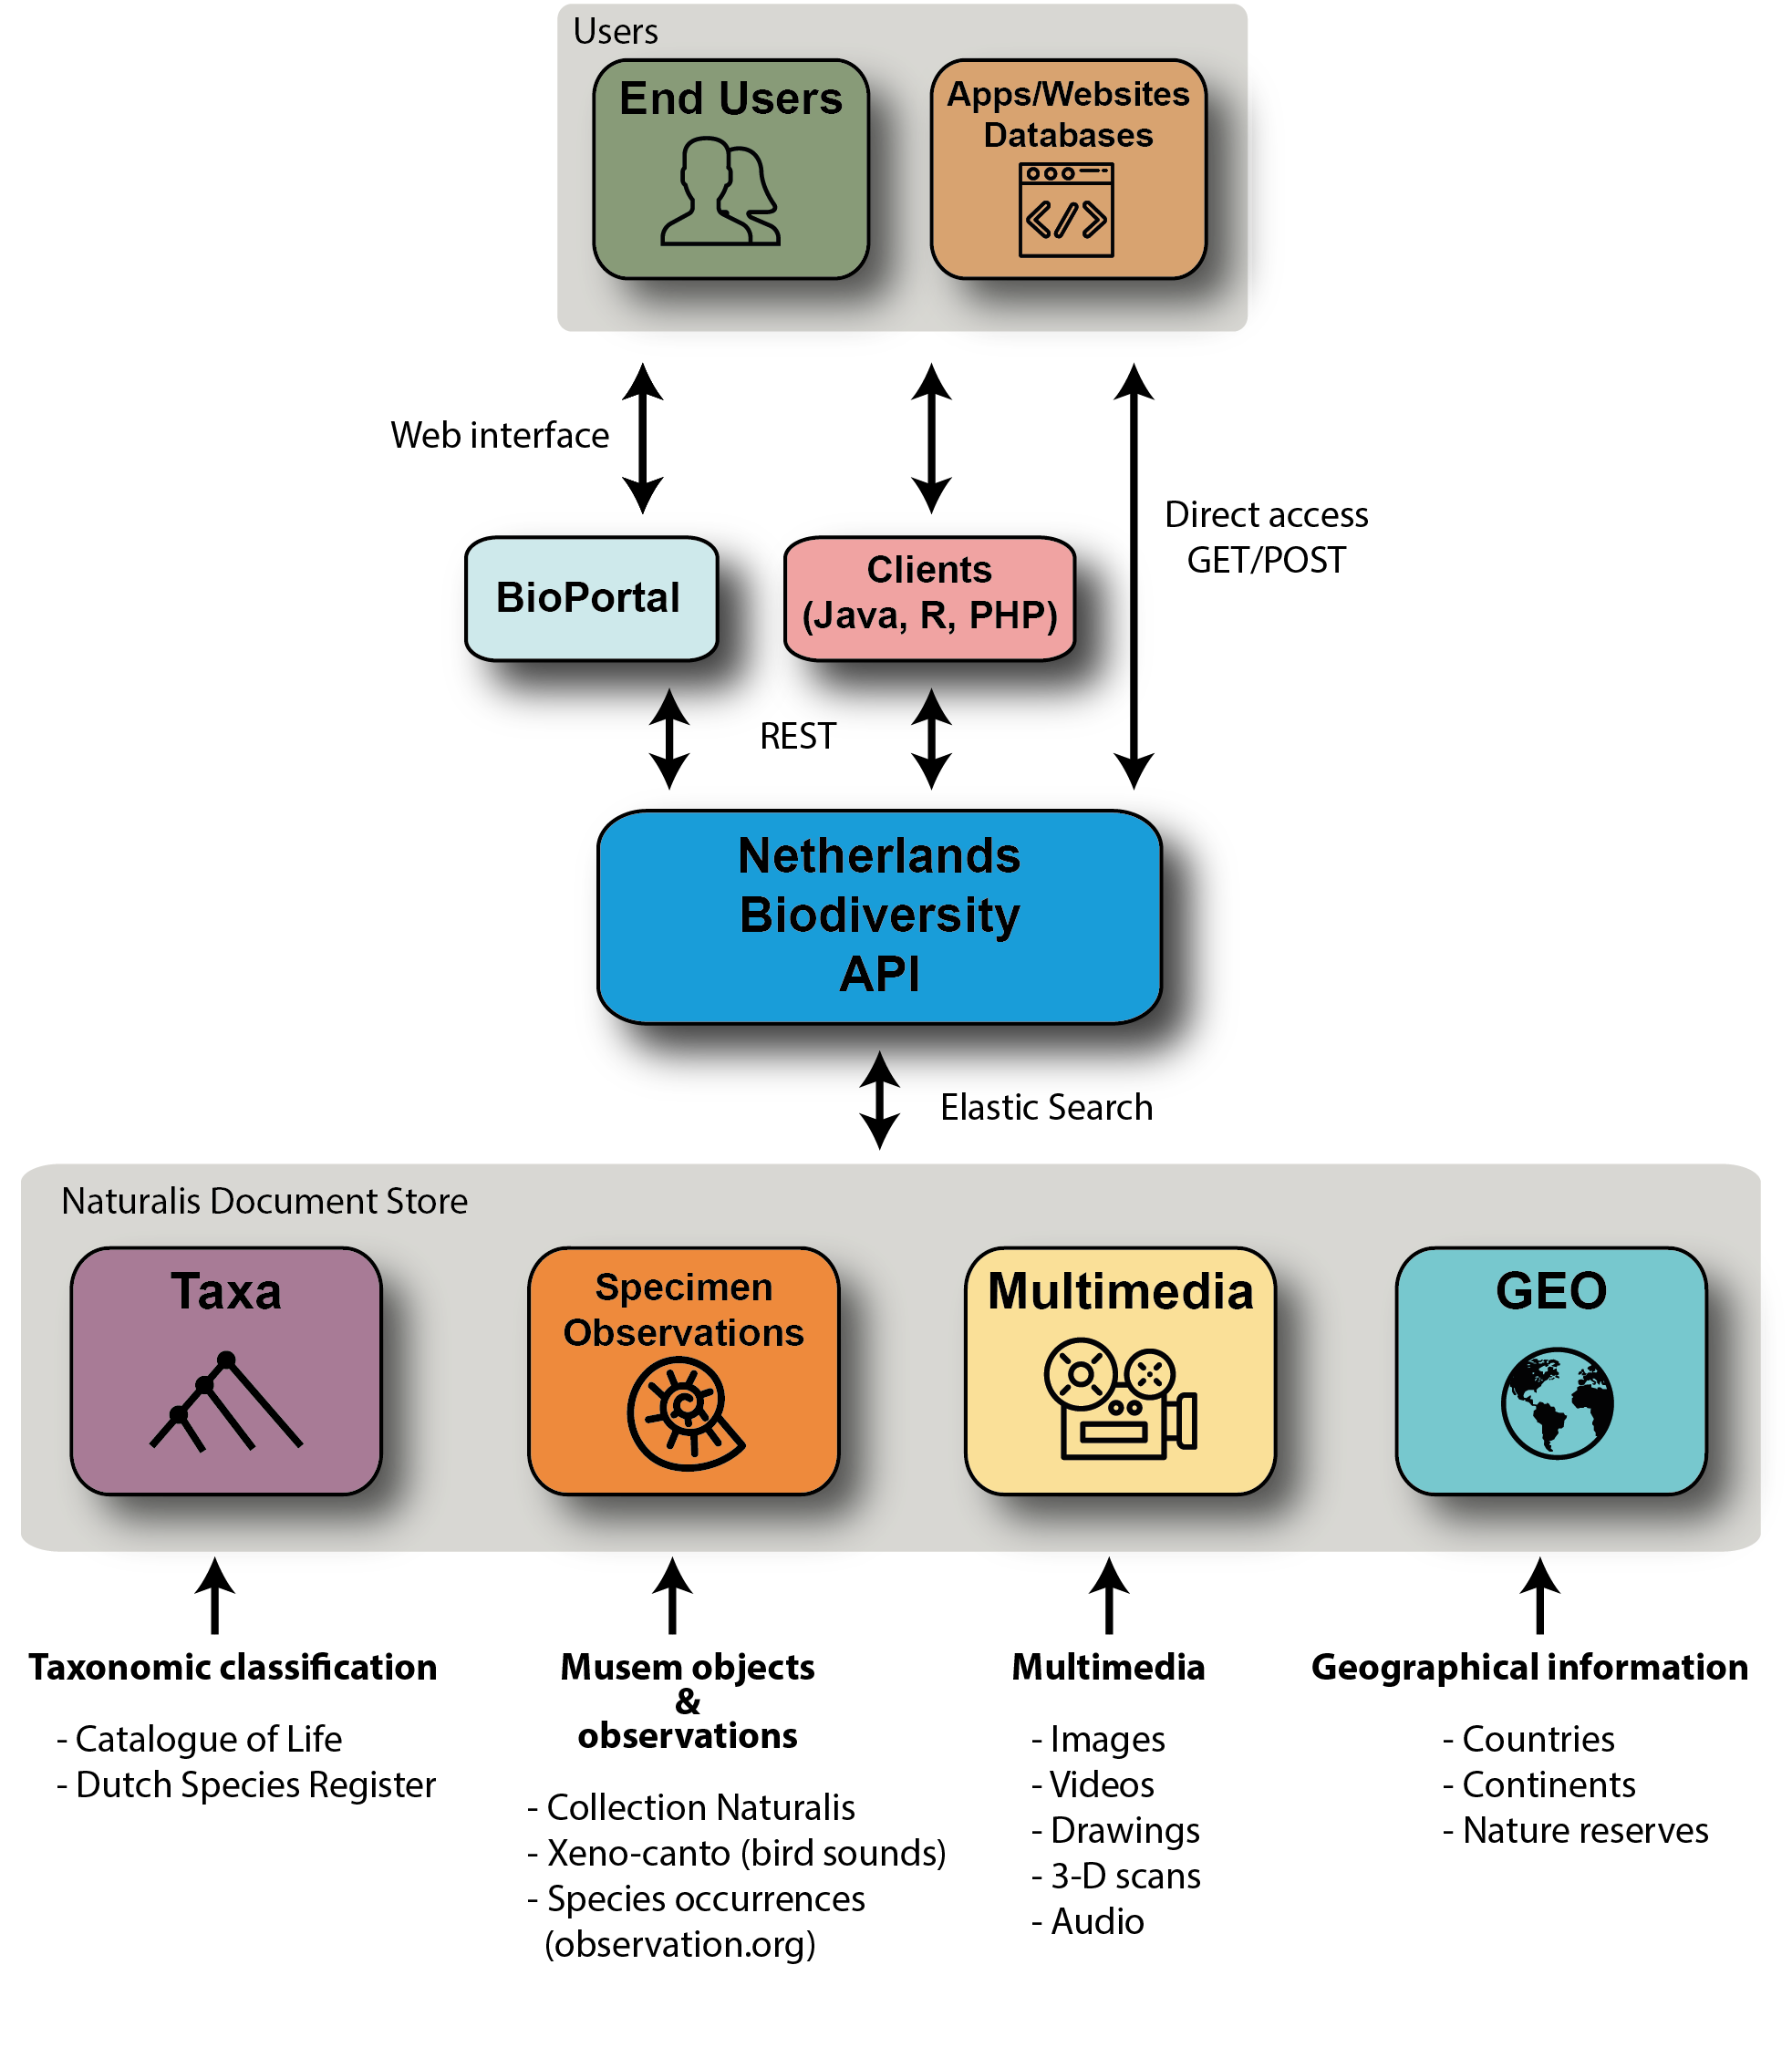 Users
End Users
Apps/Websites
Databases
</>
Web interface
Direct access
GET/POST
BioPortal
Clients
(Java, R, PHP)
REST
Netherlands
Biodiversity
API
Elastic Search
Naturalis Document Store
Taxa
Specimen
Observations
Multimedia
GEO
Taxonomic classification
- Catalogue of Life
- Dutch Species Register
Musem objects
&
observations
- Collection Naturalis
- Xeno-canto (bird sounds)
- Species occurrences
(observation.org)
Multimedia
- Images
- Videos
- Drawings
- 3-D scans
- Audio
Geographical information
- Countries
- Continents
- Nature reserves